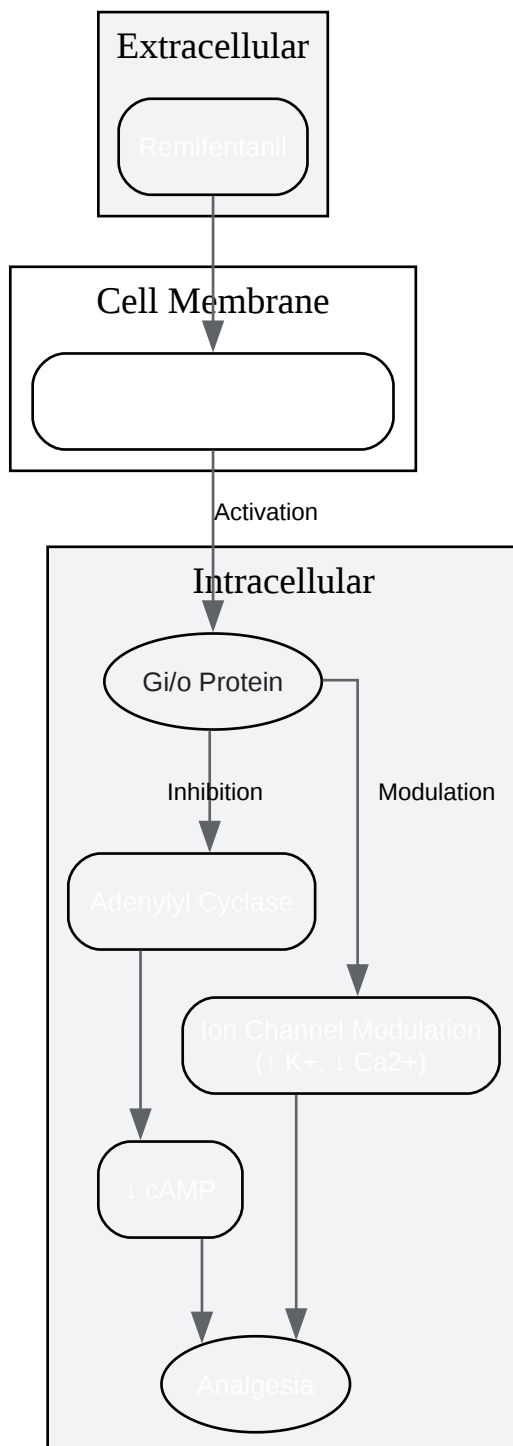 Extracellular
Remifentanil
Cell Membrane
Activation
Intracellular
Gi/o Protein
Inhibition
Modulation
Adenylyl Cyclase
Ion Channel Modulation
(↑ K+, ↓ Ca2+)
↓ cAMP
Analgesia